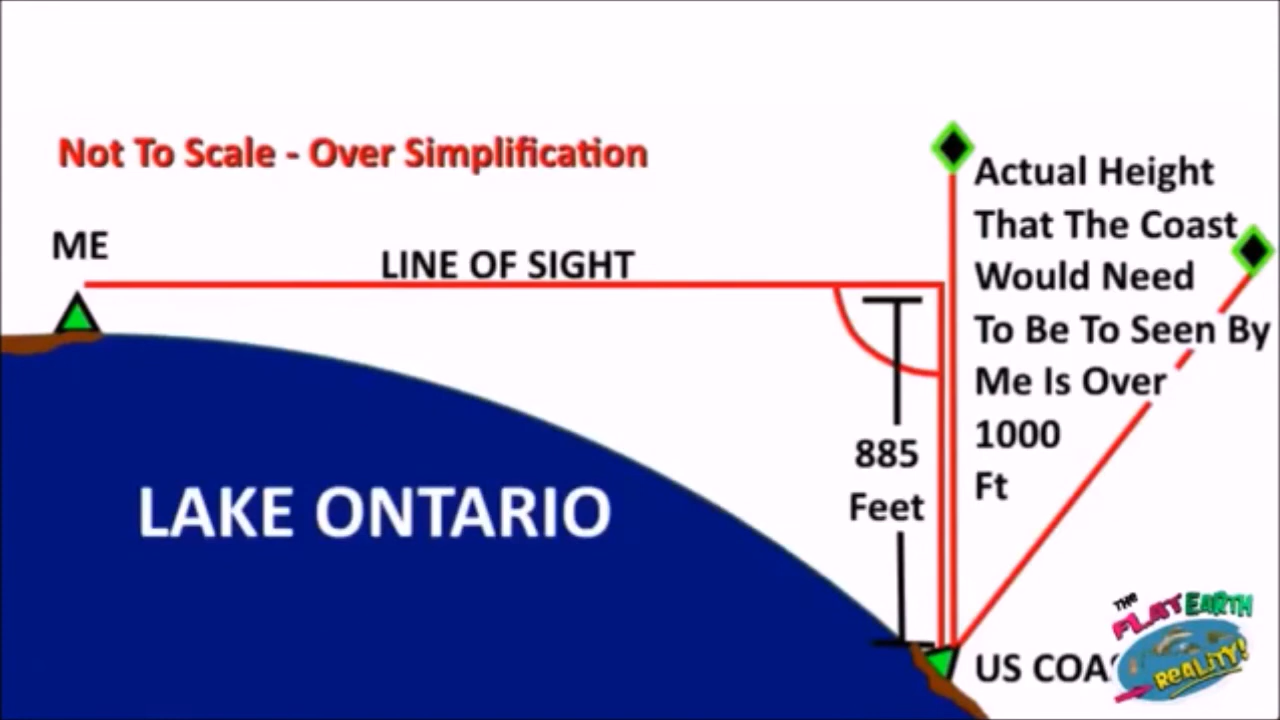 Not To Scale - Over Simplification
ME
LINE OF SIGHT
Actual Height
That The Coast
Would Need
To Be To Seen By
Me Is Over
1000
Ft
885
Feet
LAKE ONTARIO
US
THE
FLAT EARTH
REALITY!